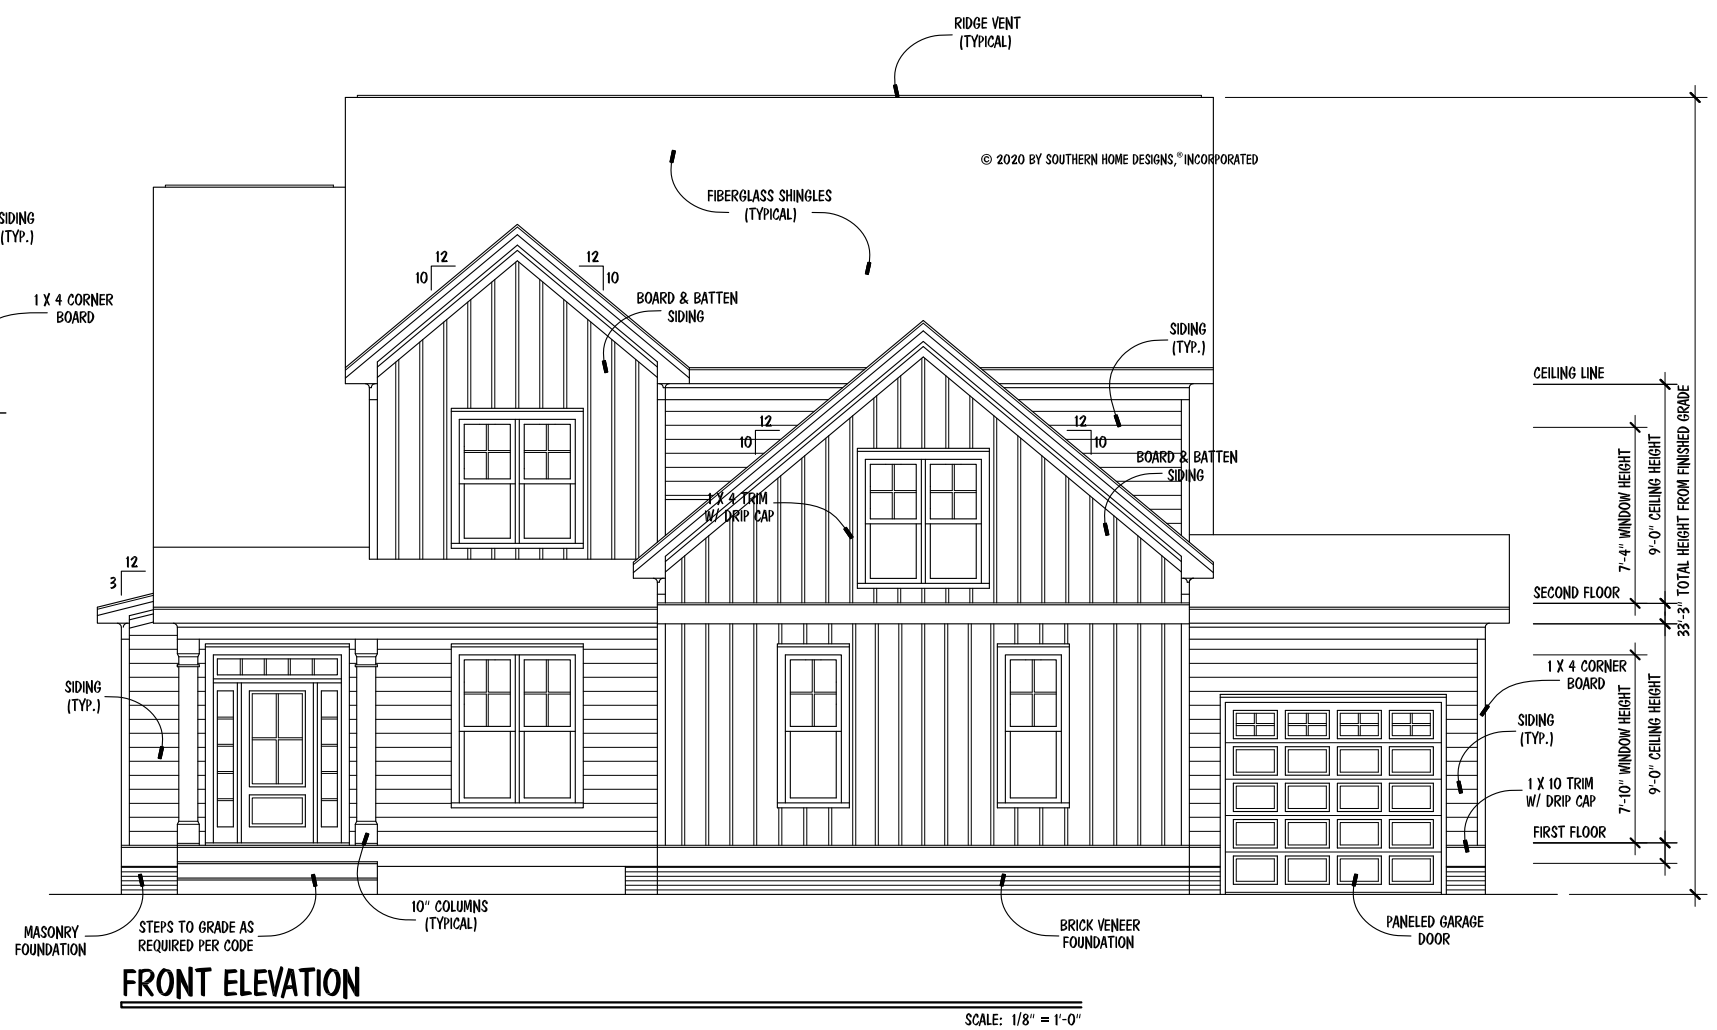 RIDGE VENT
(TYPICAL)
© 2020 BY SOUTHERN HOME DESIGNS,® INCORPORATED
FIBERGLASS SHINGLES
(TYPICAL)
SIDING
(TYP.)
12
10
12
10
1 X 4 CORNER
BOARD
BOARD & BATTEN
SIDING
SIDING
(TYP.)
CEILING LINE
12
10
12
10
BOARD & BATTEN
SIDING
1 X 4 TRIM
W/ DRIP CAP
7'-4" WINDOW HEIGHT
9'-0" CEILING HEIGHT
33'-3" TOTAL HEIGHT FROM FINISHED GRADE
12
3
SECOND FLOOR
SIDING
(TYP.)
1 X 4 CORNER
BOARD
SIDING
(TYP.)
7'-10" WINDOW HEIGHT
9'-0" CEILING HEIGHT
1 X 10 TRIM
W/ DRIP CAP
FIRST FLOOR
MASONRY
FOUNDATION
STEPS TO GRADE AS
REQUIRED PER CODE
10" COLUMNS
(TYPICAL)
BRICK VENEER
FOUNDATION
PANELED GARAGE
DOOR
FRONT ELEVATION
SCALE: 1/8" = 1'-0"